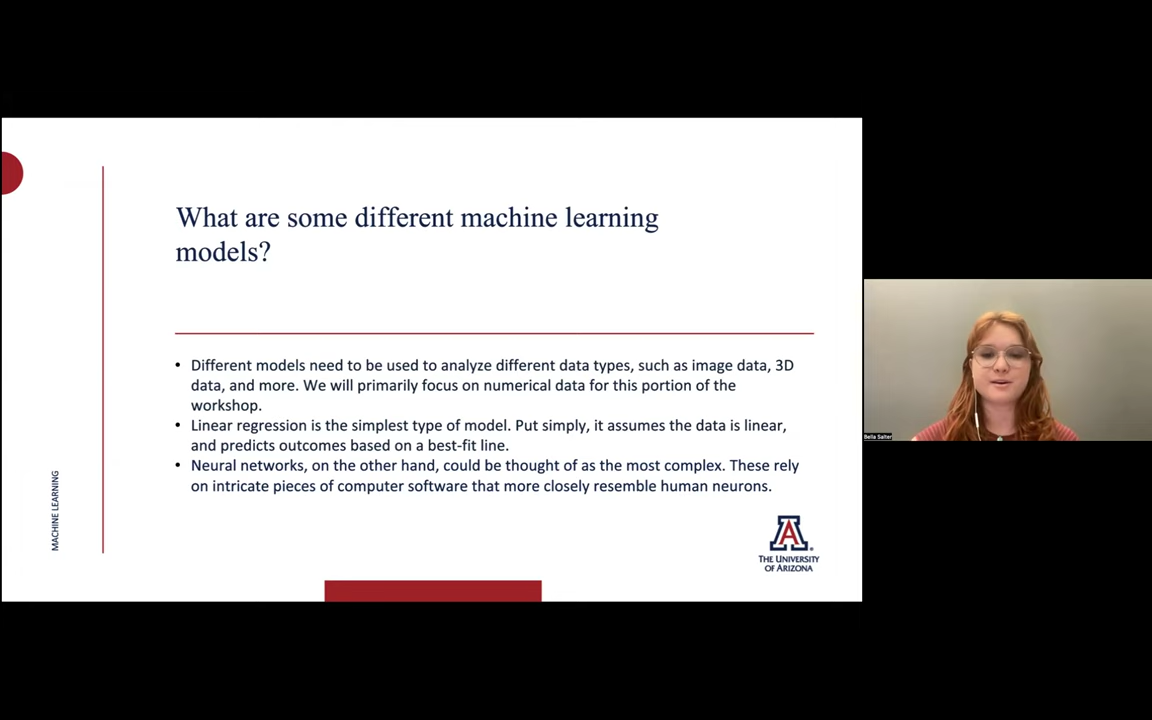 What are some different machine learning
models?
• Different models need to be used to analyze different data types, such as image data, 3D
data, and more. We will primarily focus on numerical data for this portion of the
workshop.
• Linear regression is the simplest type of model. Put simply, it assumes the data is linear,
and predicts outcomes based on a best-fit line.
• Neural networks, on the other hand, could be thought of as the most complex. These rely
on intricate pieces of computer software that more closely resemble human neurons.
MACHINE LEARNING
A
THE UNIVERSITY
OF ARIZONA
Bella Salter